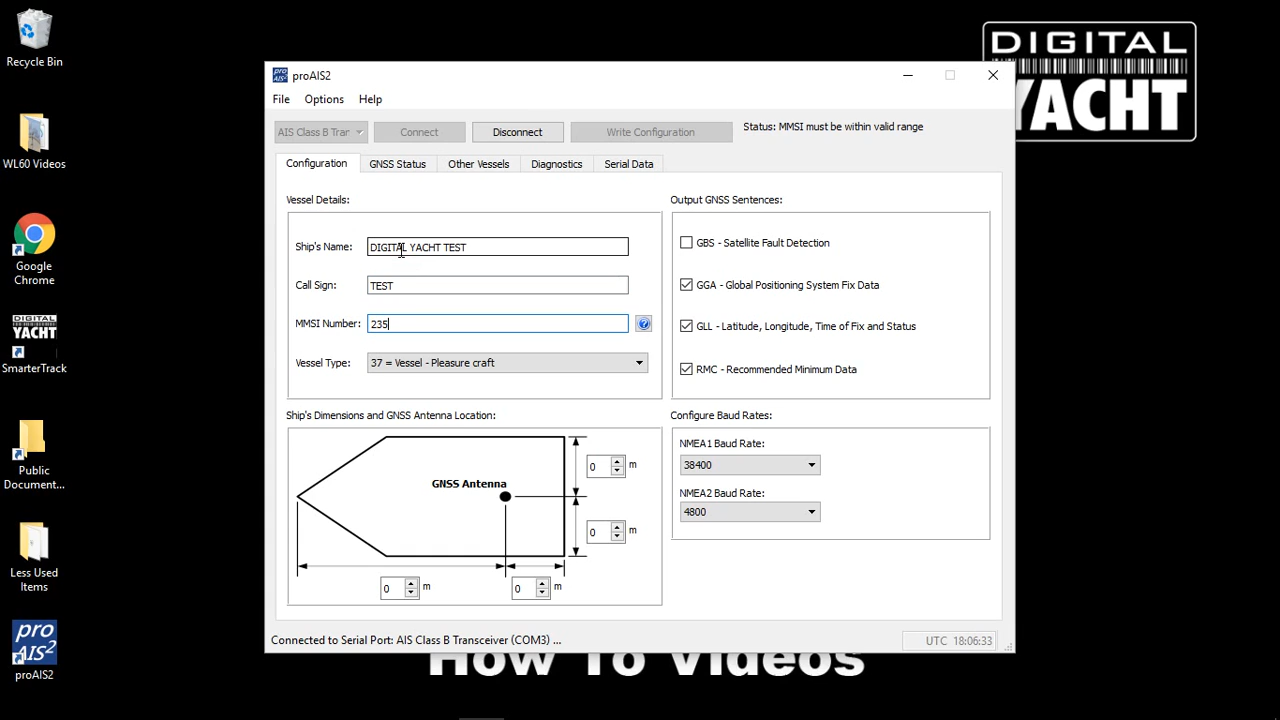 Recycle Bin
WL60 Videos
Google
Chrome
DIGITAL YACHT
SmarterTrack
Public
Document...
Less Used
Items
pro AIS2
proAIS2
DIGITAL
YACHT
proAIS2
File Options Help
AIS Class B Trar Connect Disconnect Write Configuration Status: MMSI must be within valid range
Configuration GNSS Status Other Vessels Diagnostics Serial Data
Vessel Details:
Ship's Name: DIGITAL YACHT TEST
Call Sign: TEST
MMSI Number: 235
Vessel Type: 37 = Vessel - Pleasure craft
Output GNSS Sentences:
GBS - Satellite Fault Detection
GGA - Global Positioning System Fix Data
GLL - Latitude, Longitude, Time of Fix and Status
RMC - Recommended Minimum Data
Ship's Dimensions and GNSS Antenna Location:
GNSS Antenna
0 m
0 m
0 m 0 m
Configure Baud Rates:
NMEA1 Baud Rate:
38400
NMEA2 Baud Rate:
4800
Connected to Serial Port: AIS Class B Transceiver (COM3) ... UTC 18:06:33
How To Videos